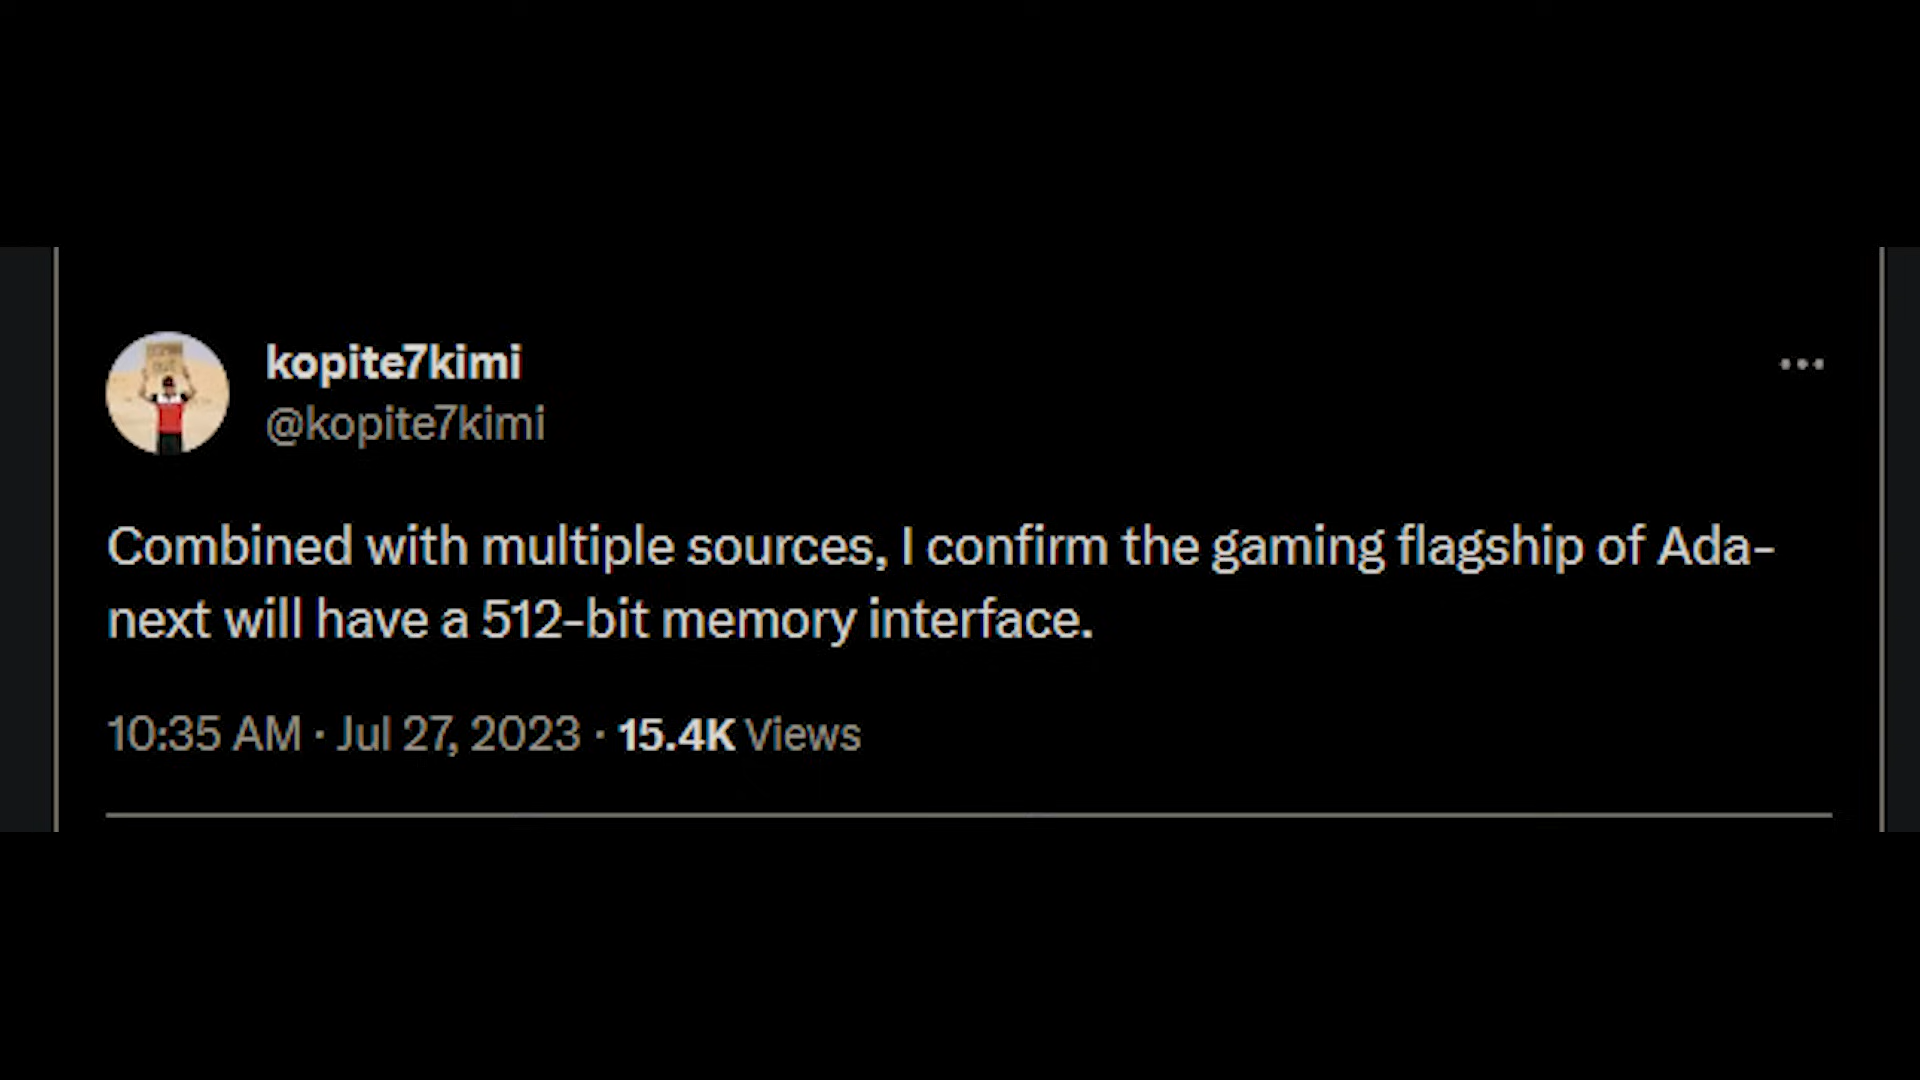 kopite7kimi
@kopite7kimi
Combined with multiple sources, I confirm the gaming flagship of Ada-
next will have a 512-bit memory interface.
10:35 AM · Jul 27, 2023 · 15.4K Views